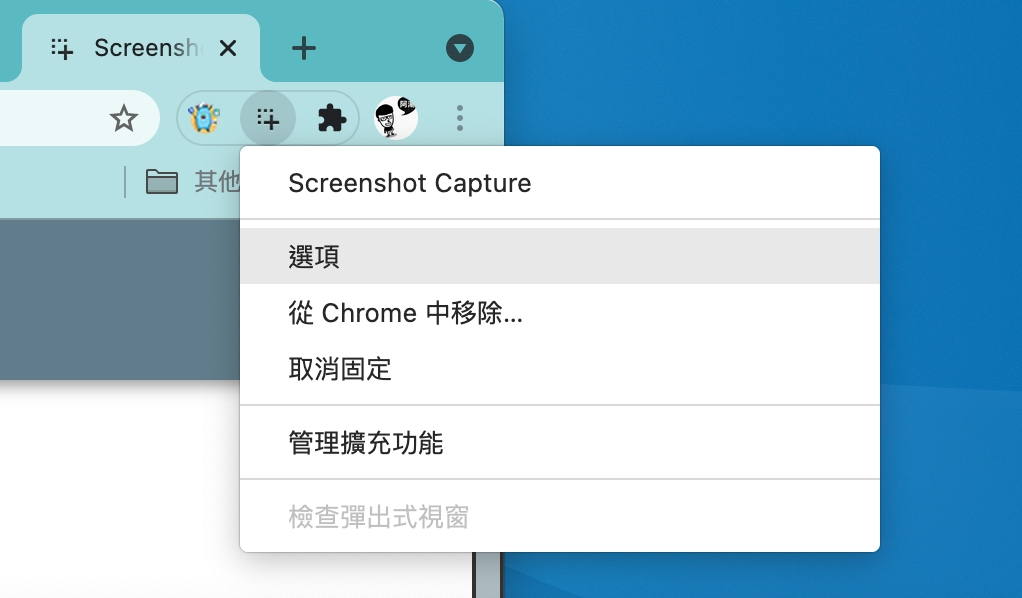 Screensh
其他
Screenshot Capture
選項
從 Chrome 中移除...
取消固定
管理擴充功能
檢查彈出式視窗